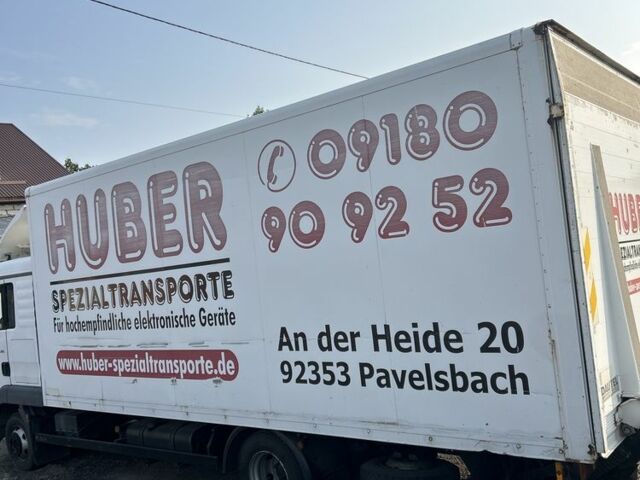 HUBER
SPEZIALTRANSPORTE
Für hochempfindliche elektronische Geräte
www.huber-spezialtransporte.de
09180
90 92 52
An der Heide 20
92353 Pavelsbach